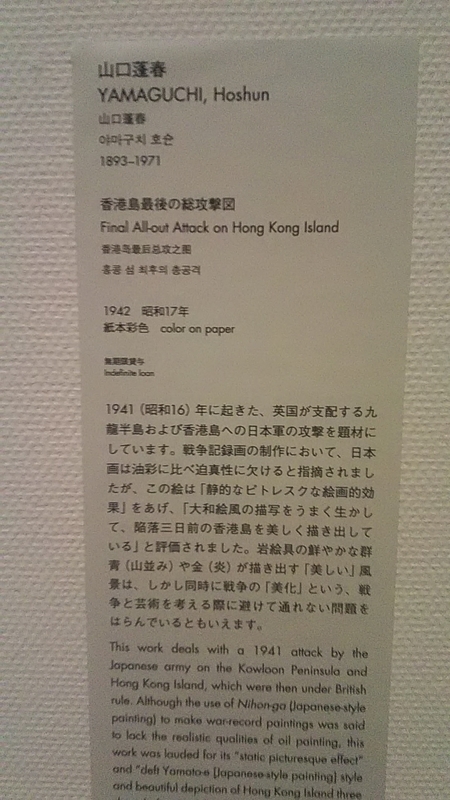 山口蓬春
YAMAGUCHI, Hoshun
山口蓬春
야마구치 호슌
1893–1971
香港島最後の総攻撃図
Final All-out Attack on Hong Kong Island
香港岛最后总攻之图
홍콩 섬 최후의 총공격
1942 昭和17年
紙本彩色 color on paper
無期限貸与
Indefinite loan
1941（昭和16）年に起きた、英国が支配する九
龍半島および香港島への日本軍の攻撃を題材に
しています。戦争記録画の制作において、日本
画は油彩に比べ迫真性に欠けると指摘されまし
たが、この絵は「静的なピトレスクな絵画的効
果」をあげ、「大和絵風の描写をうまく生かし
て、陥落三日前の香港島を美しく描き出して
いる」と評価されました。岩絵具の鮮やかな群
青（山並み）や金（炎）が描き出す「美しい」風
景は、しかし同時に戦争の「美化」という、戦
争と芸術を考える際に避けて通れない問題を
はらんでいるともいえます。
This work deals with a 1941 attack by the
Japanese army on the Kowloon Peninsula and
Hong Kong Island, which were then under British
rule. Although the use of Nihon-ga (Japanese-style
painting) to make war-record paintings was said
to lack the realistic qualities of oil painting, this
work was lauded for its "static picturesque effect"
and "deft Yamato-e [Japanese-style painting] style
and beautiful depiction of Hong Kong Island three